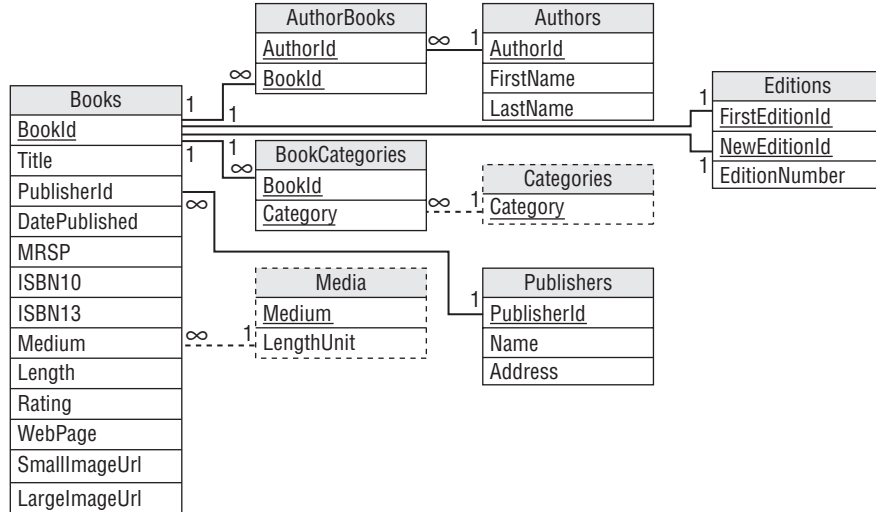 AuthorBooks
AuthorId
BookId
Authors
AuthorId
FirstName
LastName
Editions
FirstEditionId
NewEditionId
EditionNumber
Books
BookId
Title
PublisherId
DatePublished
MRSP
ISBN10
ISBN13
Medium
Length
Rating
WebPage
SmallImageUrl
LargeImageUrl
BookCategories
BookId
Category
Categories
Category
Media
Medium
LengthUnit
Publishers
PublisherId
Name
Address
∞ 1
∞
1
1
1
1
1
1
∞
∞ 1
∞
1
∞ 1